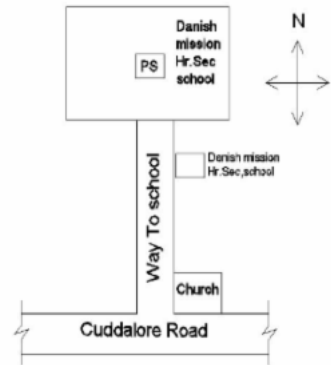 Danish
mission
Hr.Sec
school
PS
N
Danish mission
Hr.Sec,school
Way To school
Church
Cuddalore Road